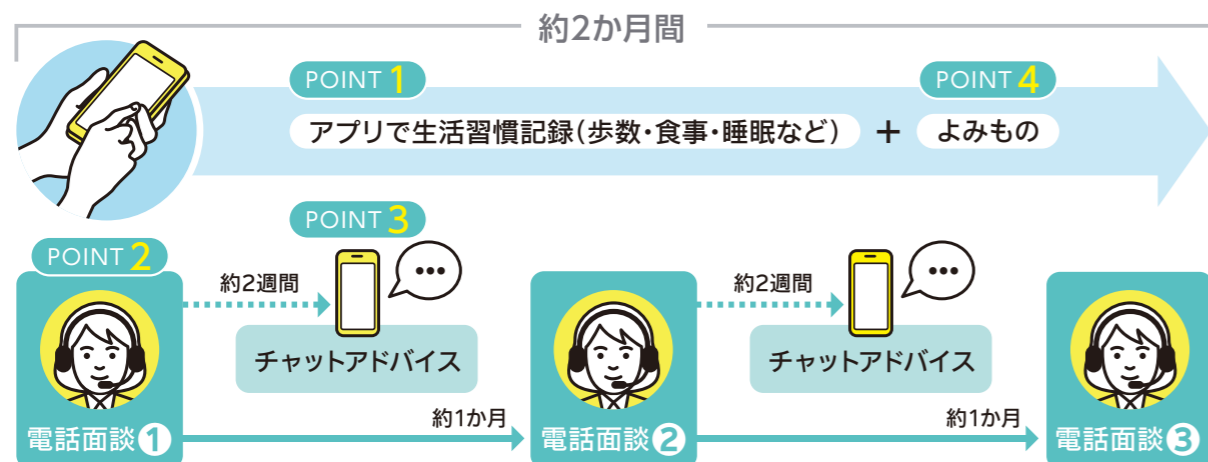 約2か月間
POINT 1
POINT 4
アプリで生活習慣記録(歩数・食事・睡眠など) + よみもの
POINT 2
POINT 3
約2週間
チャットアドバイス
約2週間
チャットアドバイス
約1か月
約1か月
電話面談❶
電話面談❷
電話面談❸